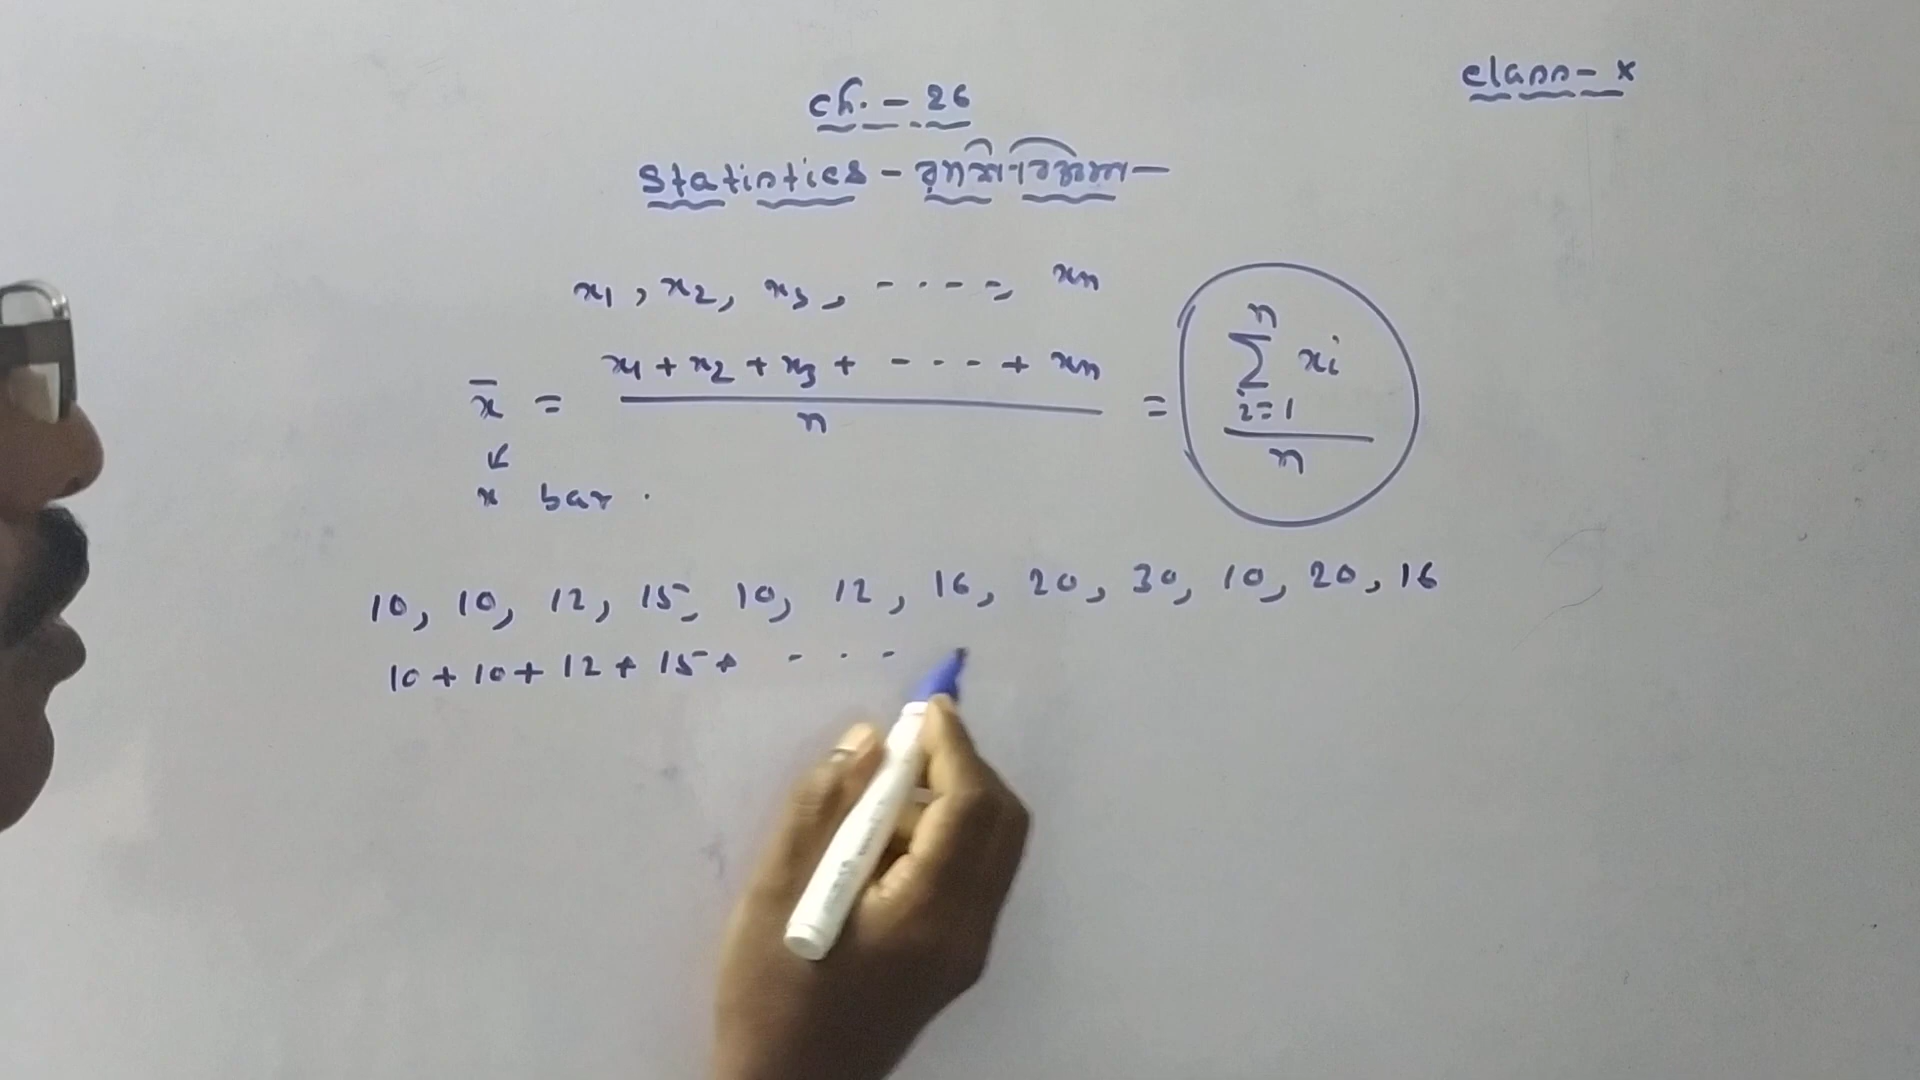 class - X
ch. - 26
Statistics - রাশিবিজ্ঞান
x1, x2, x3, - . - -, xn
x̄ = (x1 + x2 + x3 + - - - - + xn) / n = (∑ i=1 n xi) / n
x bar .
10, 10, 12, 15, 10, 12, 16, 20, 30, 10, 20, 16
10 + 10 + 12 + 15 + - . - -